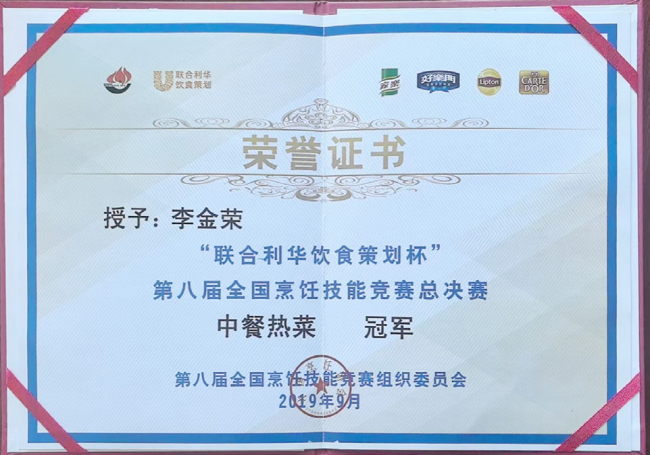 联合利华
饮食策划
家樂
好樂門
Lipton
CARTE
D'OR
荣誉证书
授予：李金荣
“联合利华饮食策划杯”
第八届全国烹饪技能竞赛总决赛
中餐热菜 冠军
第八届全国烹饪技能竞赛组织委员会
2019年9月